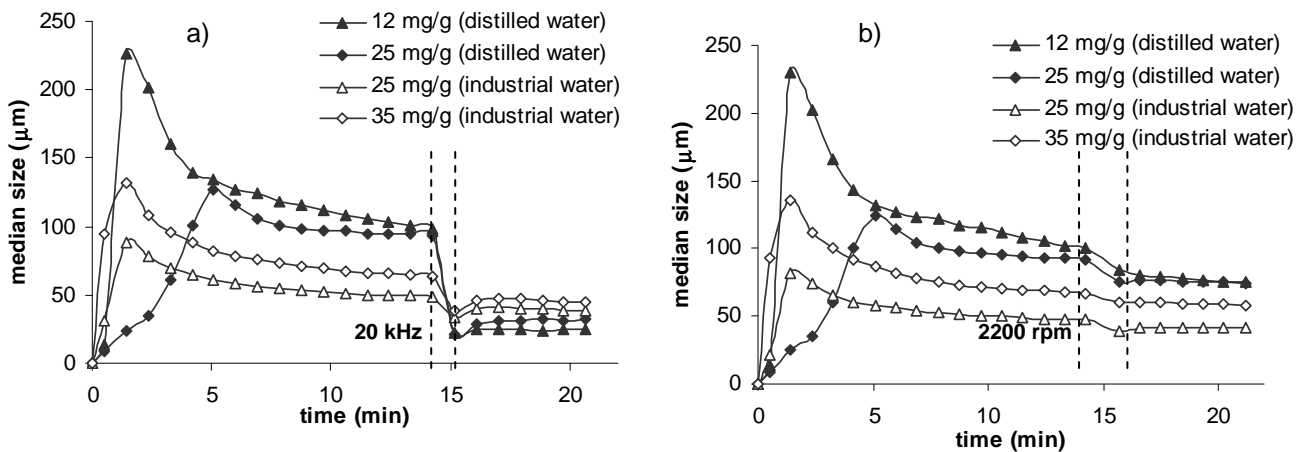 a)
12 mg/g (distilled water)
25 mg/g (distilled water)
25 mg/g (industrial water)
35 mg/g (industrial water)
median size (μm)
250
200
150
100
50
0
20 kHz
0 5 10 15 20
time (min)
b)
12 mg/g (distilled water)
25 mg/g (distilled water)
25 mg/g (industrial water)
35 mg/g (industrial water)
median size (μm)
250
200
150
100
50
0
2200 rpm
0 5 10 15 20
time (min)